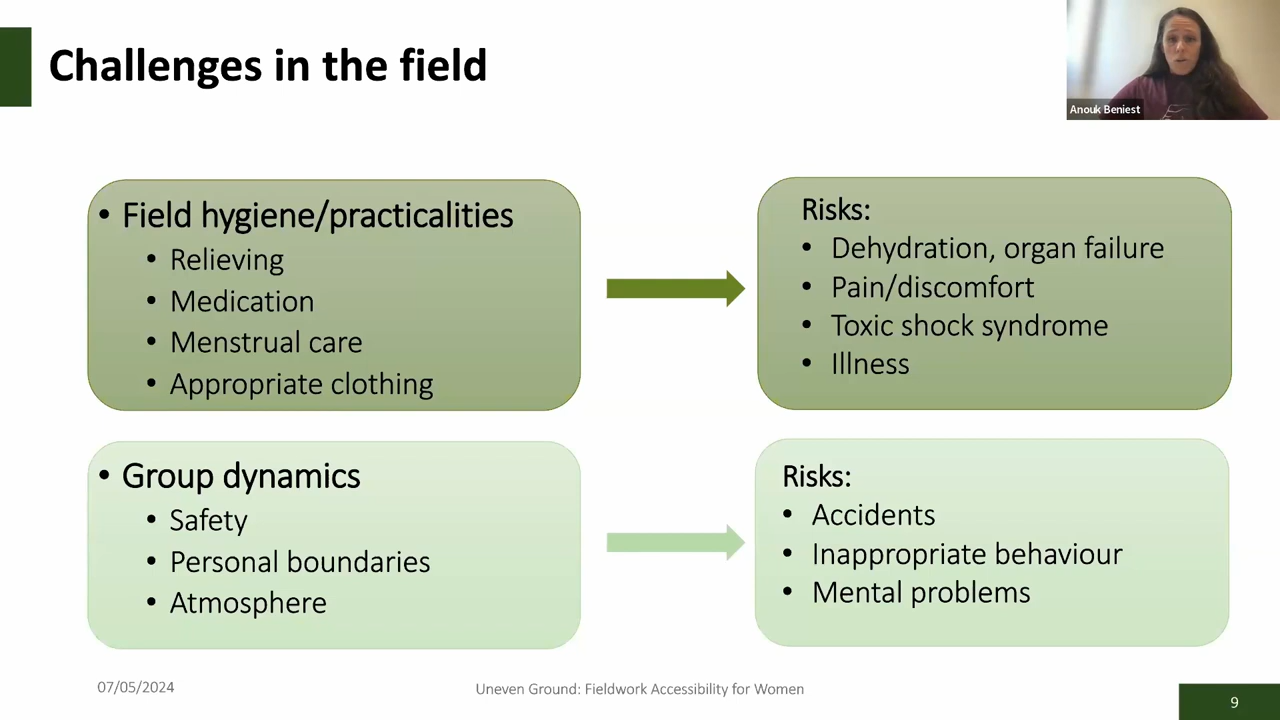 Challenges in the field
Anouk Beniest
• Field hygiene/practicalities
• Relieving
• Medication
• Menstrual care
• Appropriate clothing
Risks:
• Dehydration, organ failure
• Pain/discomfort
• Toxic shock syndrome
• Illness
• Group dynamics
• Safety
• Personal boundaries
• Atmosphere
Risks:
• Accidents
• Inappropriate behaviour
• Mental problems
07/05/2024
Uneven Ground: Fieldwork Accessibility for Women
9